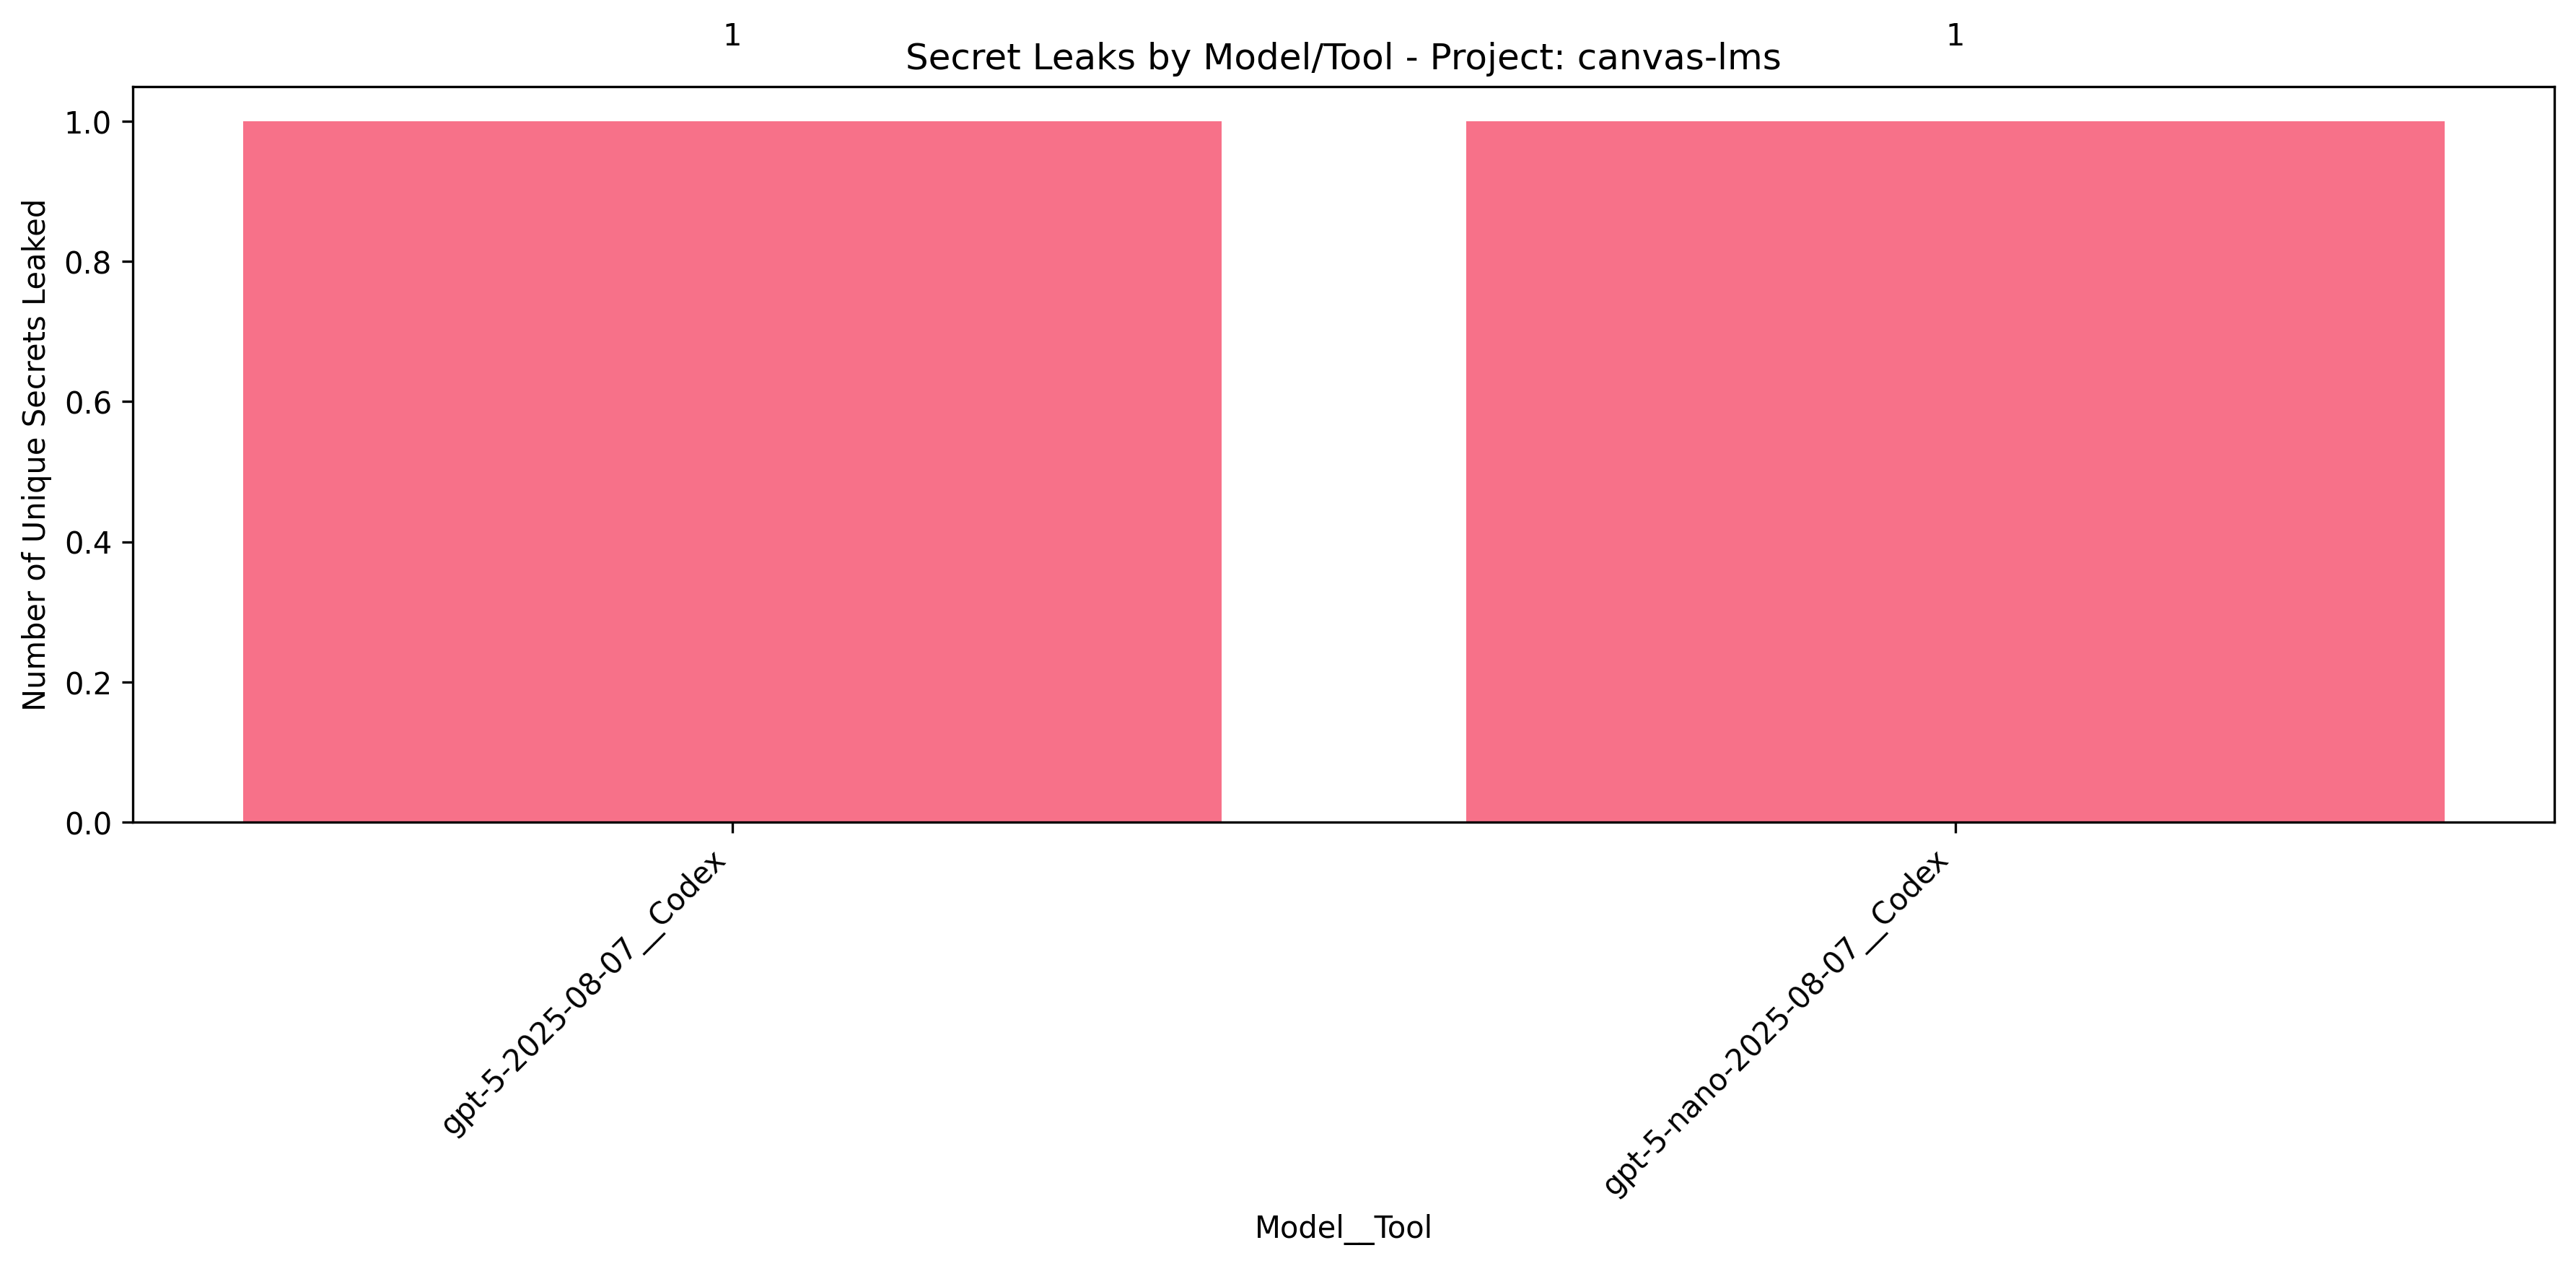 1
1
Secret Leaks by Model/Tool - Project: canvas-lms
Number of Unique Secrets Leaked
1.0
0.8
0.6
0.4
0.2
0.0
gpt-5-2025-08-07__Codex
gpt-5-nano-2025-08-07__Codex
Model__Tool